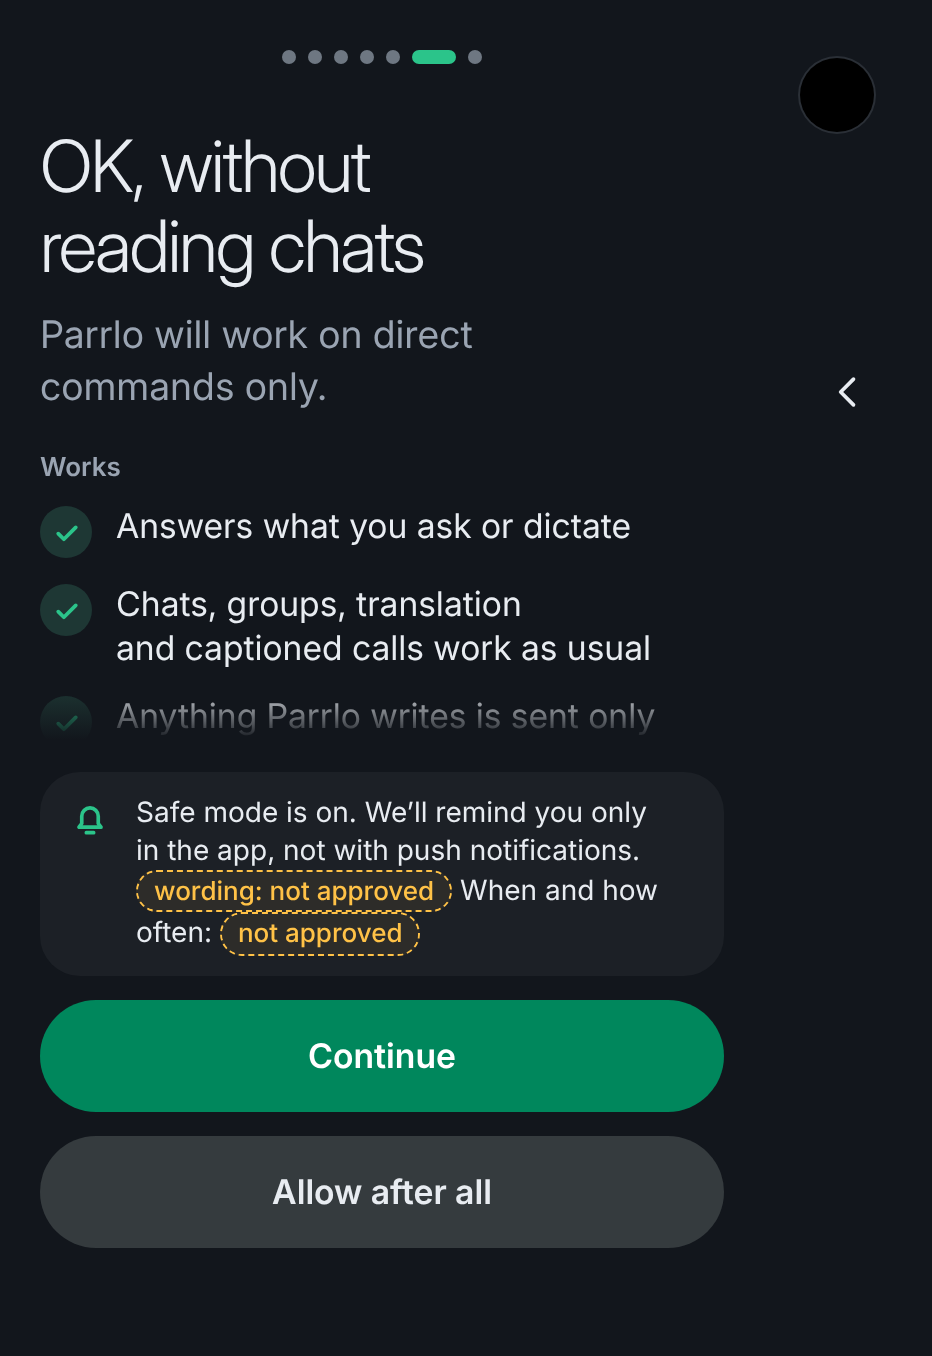 OK, without
reading chats
Parrlo will work on direct
commands only.
Works
Answers what you ask or dictate
Chats, groups, translation
and captioned calls work as usual
Anything Parrlo writes is sent only
Safe mode is on. We’ll remind you only
in the app, not with push notifications.
wording: not approved When and how
often: not approved
Continue
Allow after all